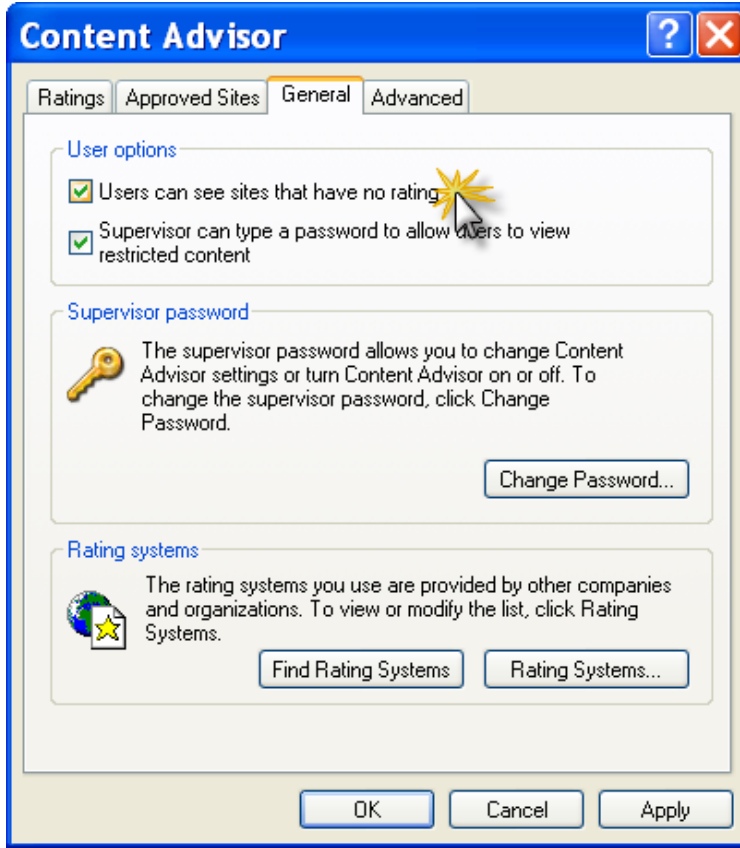 Content Advisor
?
Ratings Approved Sites General Advanced
User options
Users can see sites that have no rating
Supervisor can type a password to allow users to view
restricted content
Supervisor password
The supervisor password allows you to change Content
Advisor settings or turn Content Advisor on or off. To
change the supervisor password, click Change
Password.
Change Password...
Rating systems
The rating systems you use are provided by other companies
and organizations. To view or modify the list, click Rating
Systems.
Find Rating Systems Rating Systems...
OK Cancel Apply